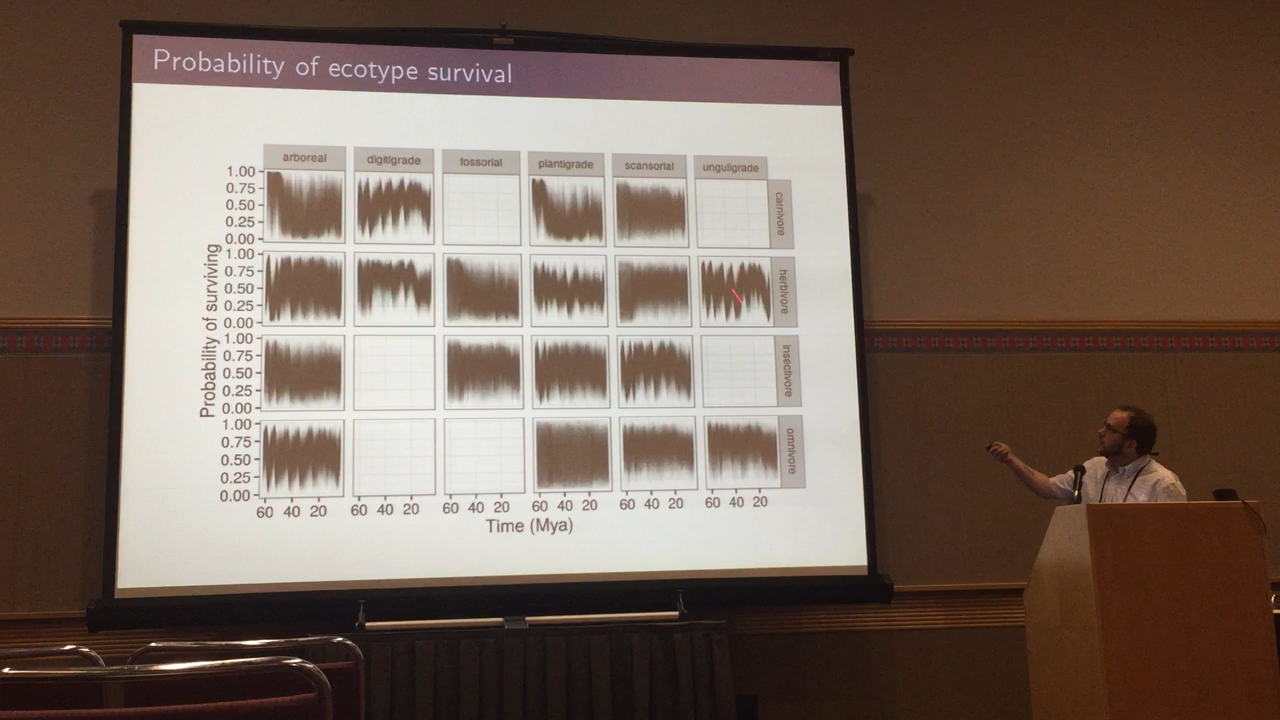 Probability of ecotype survival
arboreal digitigrade fossorial plantigrade scansorial unguligrade
1.00
0.75
0.50
0.25
0.00
carnivore
1.00
0.75
0.50
0.25
0.00
herbivore
1.00
0.75
0.50
0.25
0.00
insectivore
1.00
0.75
0.50
0.25
0.00
omnivore
Probability of surviving
60 40 20 60 40 20 60 40 20 60 40 20 60 40 20 60 40 20
Time (Mya)